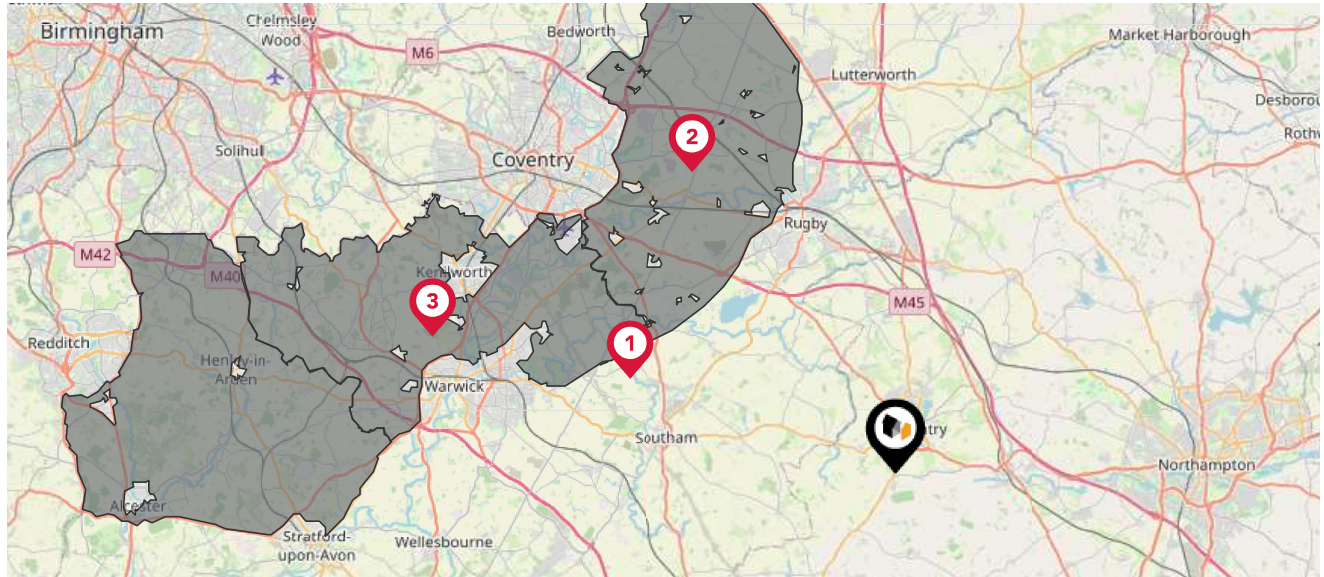 Birmingham
Chelmsley
Wood
M6
Bedworth
Market Harborough
Lutterworth
Desborou
Rothw
Solihul
Coventry
2
Rugby
M42
M40
Kenilworth
M45
3
1
Redditch
Henley-in-
Arden
Warwick
Southam
try
Northampton
Alcester
Stratford-
upon-Avon
Wellesbourne